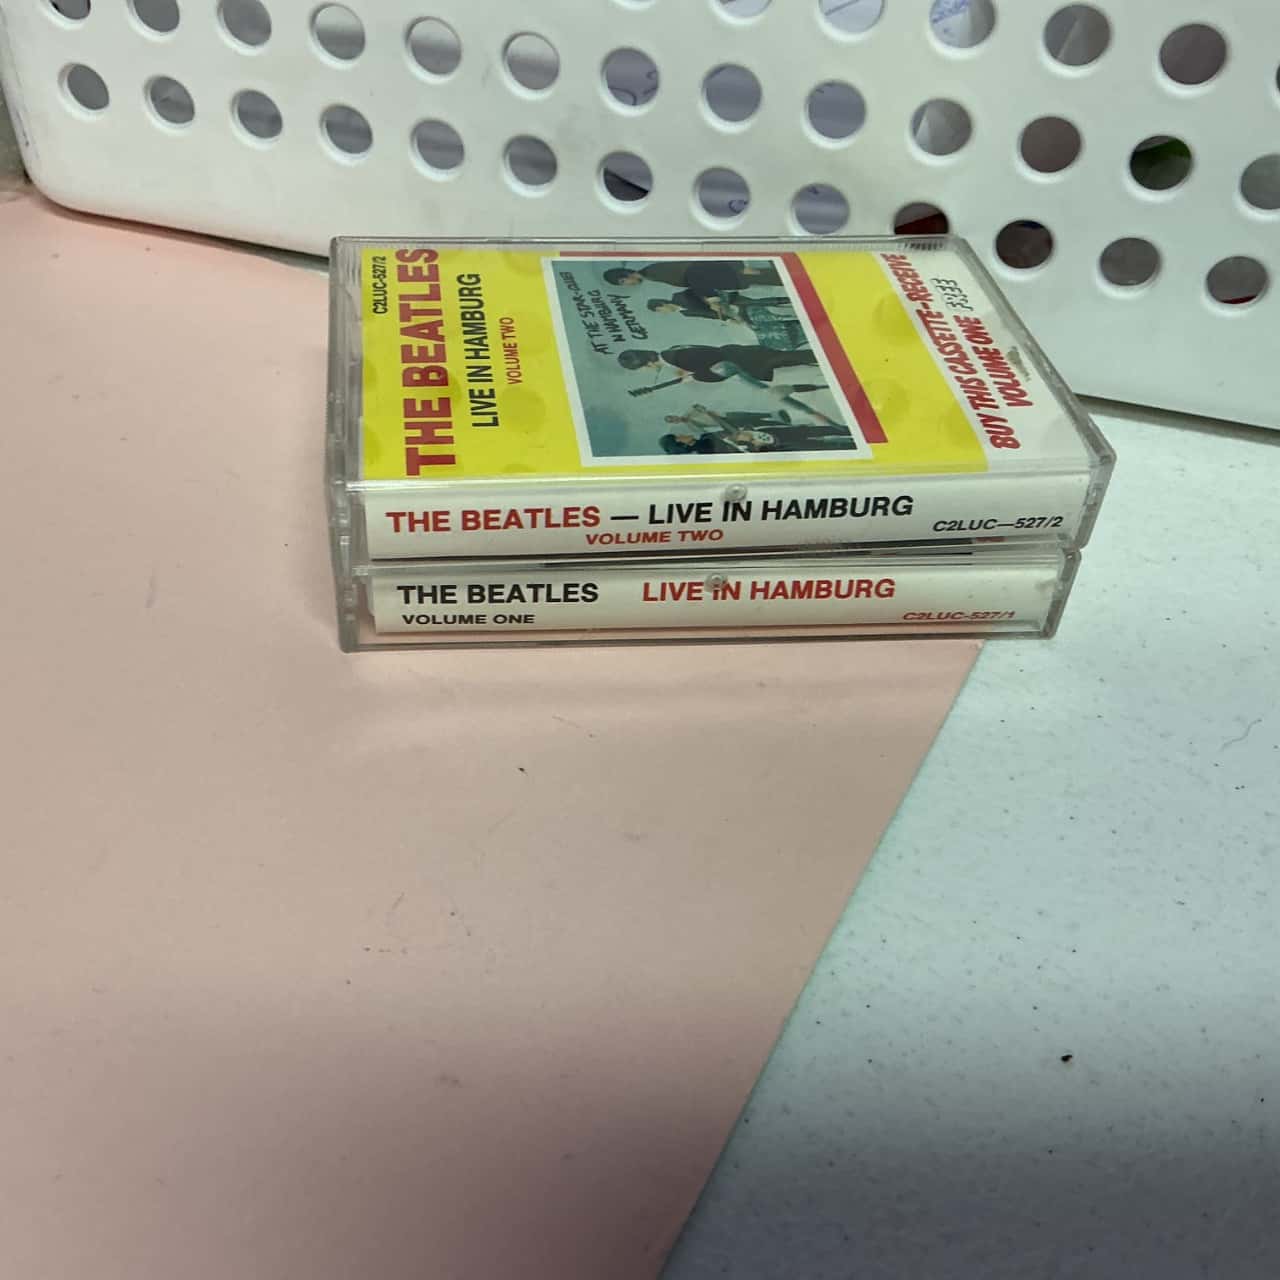 C2LUC-527/2
THE BEATLES
LIVE IN HAMBURG
VOLUME TWO
AT THE STAR-CLUB
IN HAMBURG
GERMANY
BUY THIS CASSETTE-RECEIVE
VOLUME ONE FREE
THE BEATLES — LIVE IN HAMBURG
VOLUME TWO
C2LUC—527/2
THE BEATLES LIVE IN HAMBURG
VOLUME ONE
C2LUC-527/1